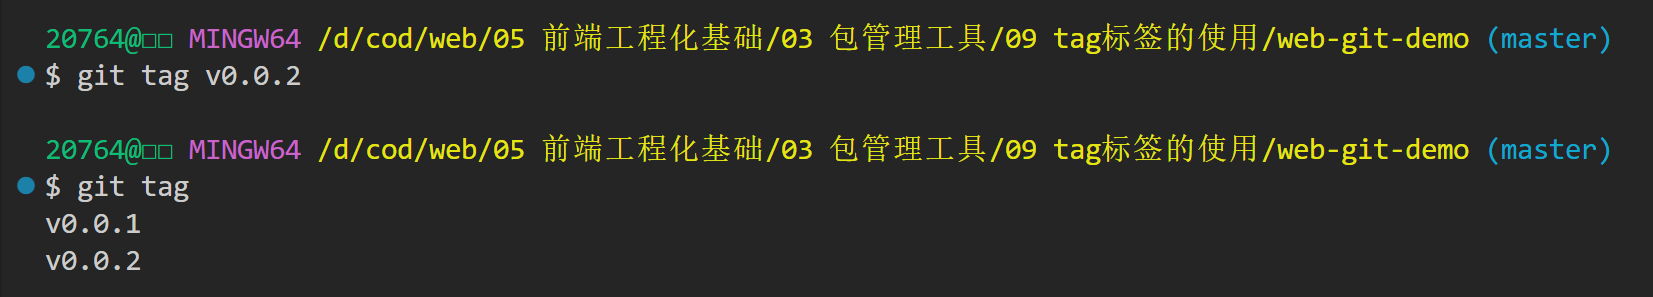 20764@□□ MINGW64 /d/cod/web/05 前端工程化基础/03 包管理工具/09 tag标签的使用/web-git-demo (master)
$ git tag v0.0.2
20764@□□ MINGW64 /d/cod/web/05 前端工程化基础/03 包管理工具/09 tag标签的使用/web-git-demo (master)
$ git tag
v0.0.1
v0.0.2